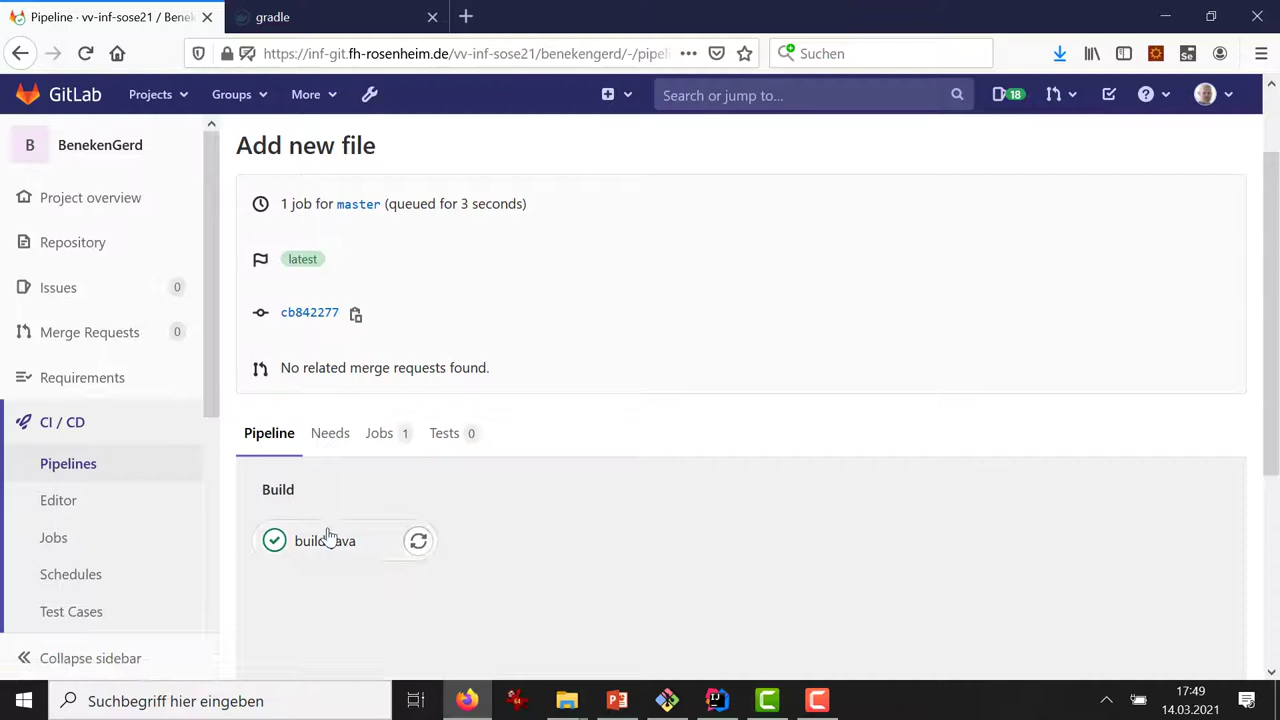 Pipeline · vv-inf-sose21 / Benek
gradle
https://inf-git.fh-rosenheim.de/vv-inf-sose21/benekengerd/-/pipelin
Suchen
GitLab
Projects
Groups
More
Search or jump to...
18
B BenekenGerd
Project overview
Repository
Issues 0
Merge Requests 0
Requirements
CI / CD
Pipelines
Editor
Jobs
Schedules
Test Cases
Collapse sidebar
Add new file
1 job for master (queued for 3 seconds)
latest
cb842277
No related merge requests found.
Pipeline Needs Jobs 1 Tests 0
Build
Suchbegriff hier eingeben
17:49
14.03.2021